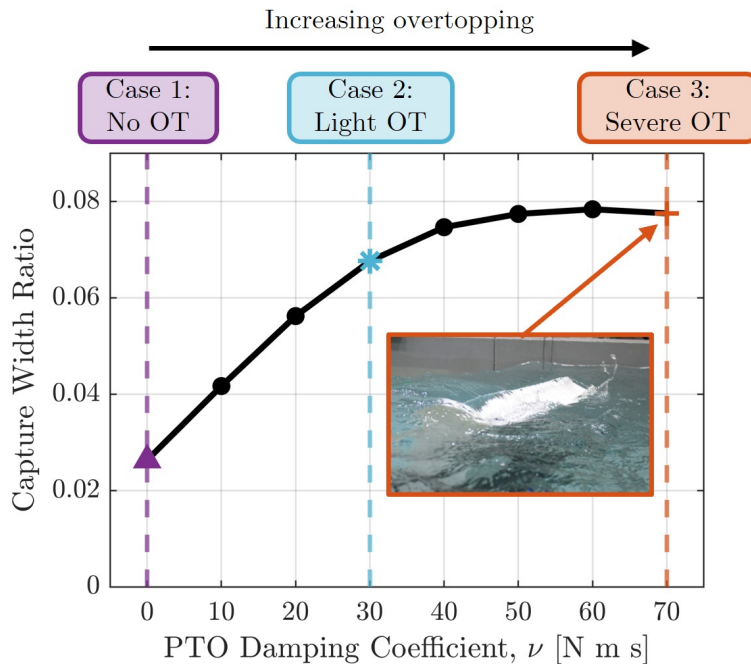 Increasing overtopping
Case 1:
No OT
Case 2:
Light OT
Case 3:
Severe OT
Capture Width Ratio
0.08
0.06
0.04
0.02
0
0 10 20 30 40 50 60 70
PTO Damping Coefficient, ν [N m s]